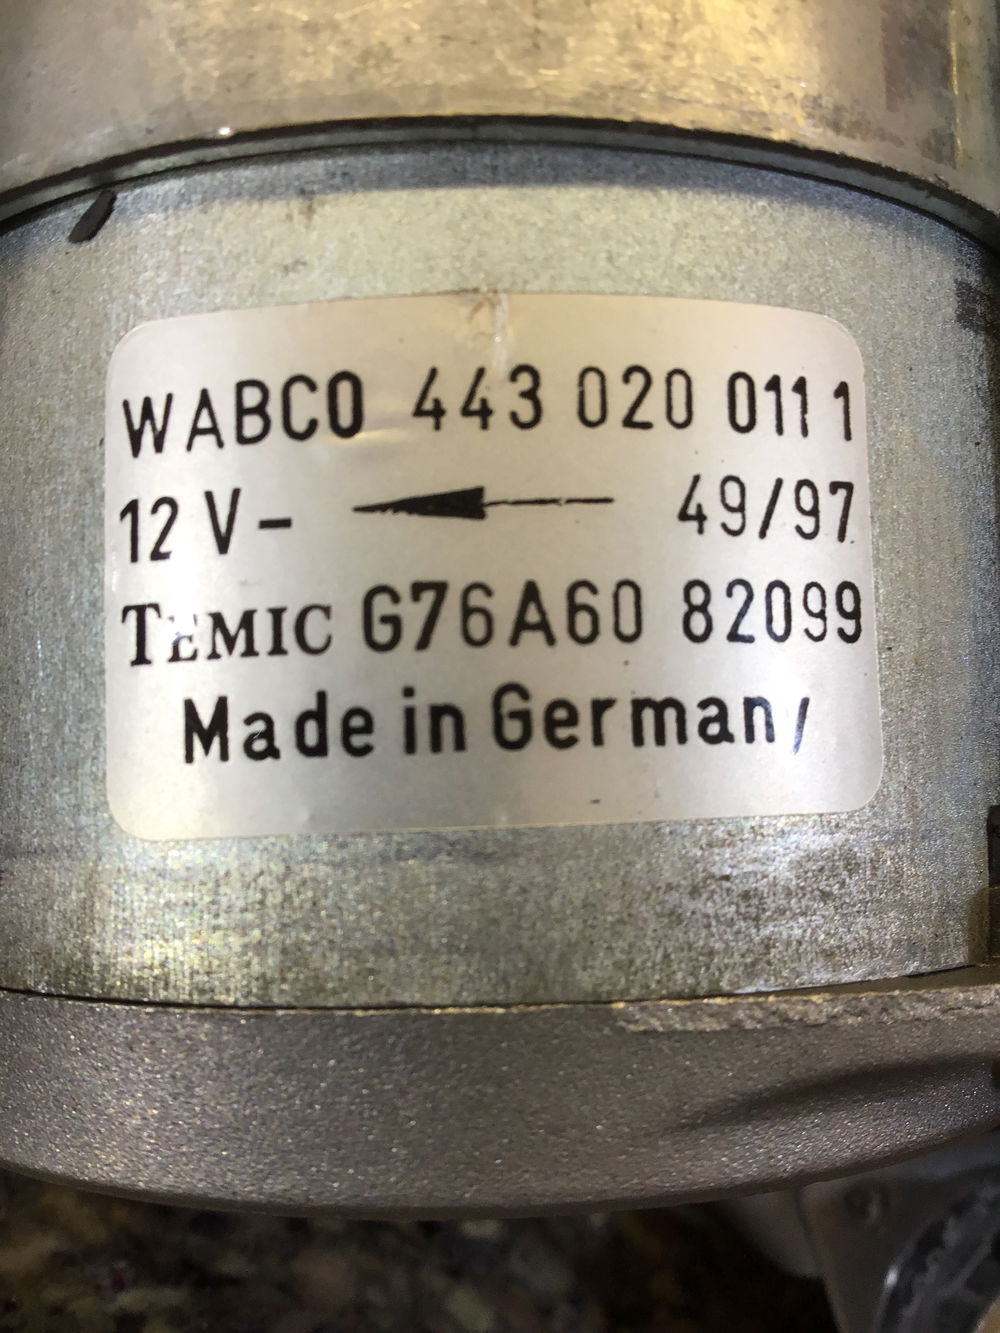 WABCO 443 020 011 1
12 V- 49/97
TEMIC G76A60 82099
Made in Germany